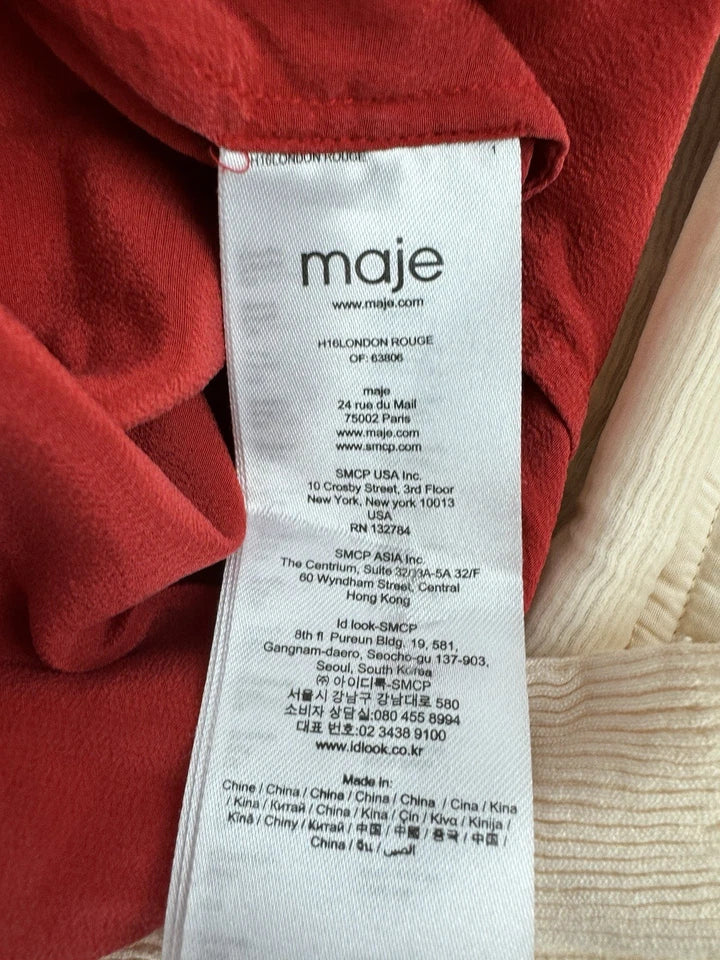 H16LONDON ROUGE 1
maje
www.maje.com
H16LONDON ROUGE
OF: 63806
maje
24 rue du Mail
75002 Paris
www.maje.com
www.smcp.com
SMCP USA Inc.
10 Crosby Street, 3rd Floor
New York, New york 10013
USA
RN 132784
SMCP ASIA Inc.
The Centrium, Suite 32/33A-5A 32/F
60 Wyndham Street, Central
Hong Kong
Id look-SMCP
8th fl Pureun Bldg. 19, 581,
Gangnam-daero, Seocho-gu 137-903,
Seoul, South Korea
㈜ 아이디룩-SMCP
서울시 강남구 강남대로 580
소비자 상담실:080 455 8994
대표 번호:02 3438 9100
www.idlook.co.kr
Made in:
Chine / China / China / China / China / Cina / Kina
/ Kina / Китай / China / Kina / Çin / Κίνα / Kinija /
Kīnā / Chiny / Китай / 中国 / 中國 / 중국 / 中国 /
China / จีน / الصين